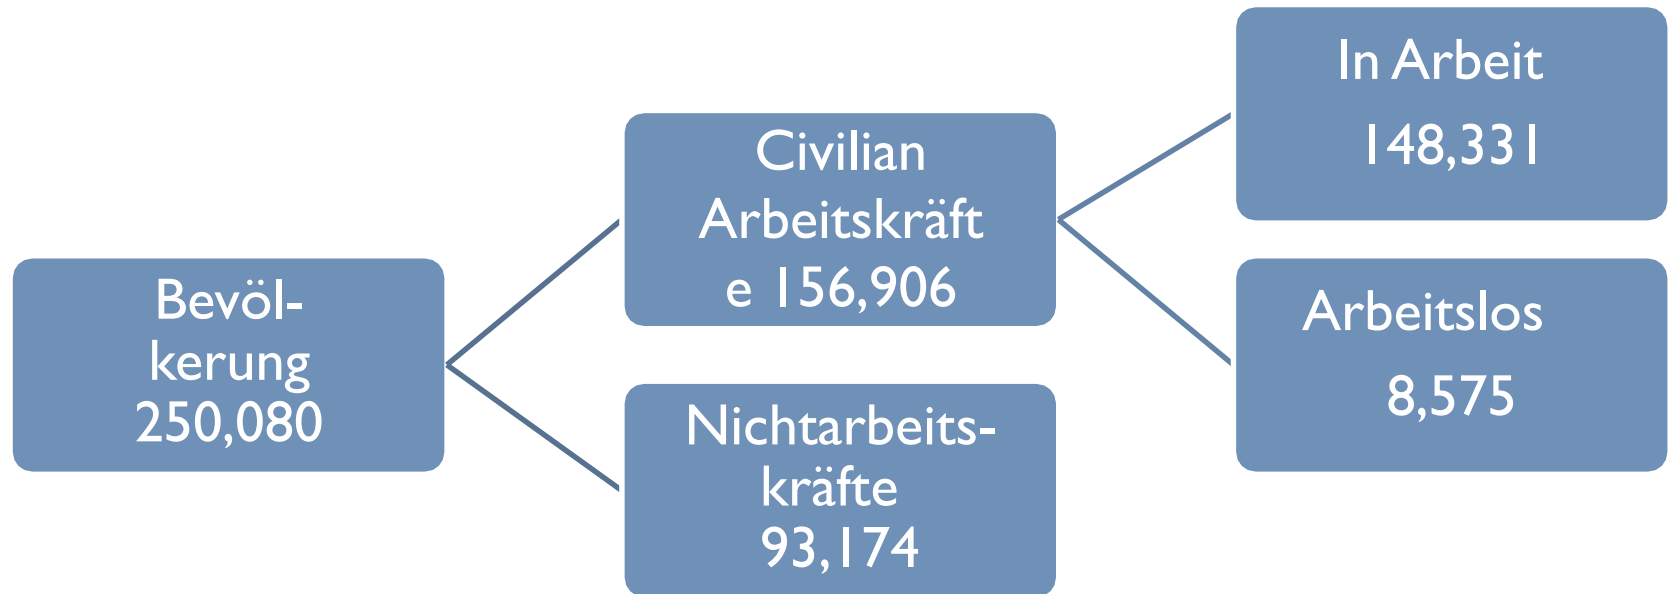 Bevöl-
kerung
250,080
Civilian
Arbeitskräft
e 156,906
Nichtarbeits-
kräfte
93,174
In Arbeit
148,331
Arbeitslos
8,575